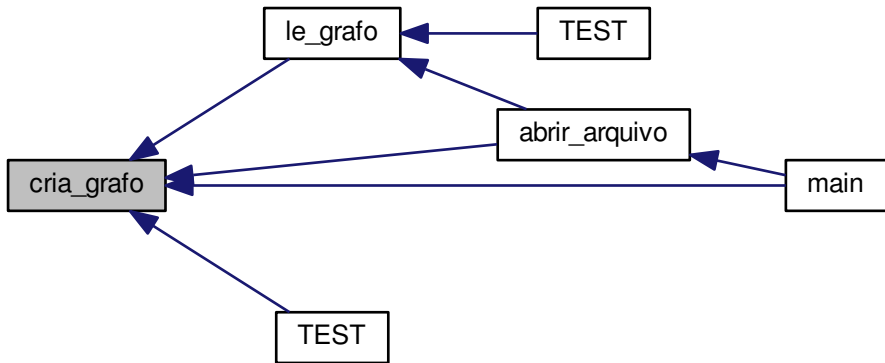 le_grafo
TEST
abrir_arquivo
cria_grafo
main
TEST